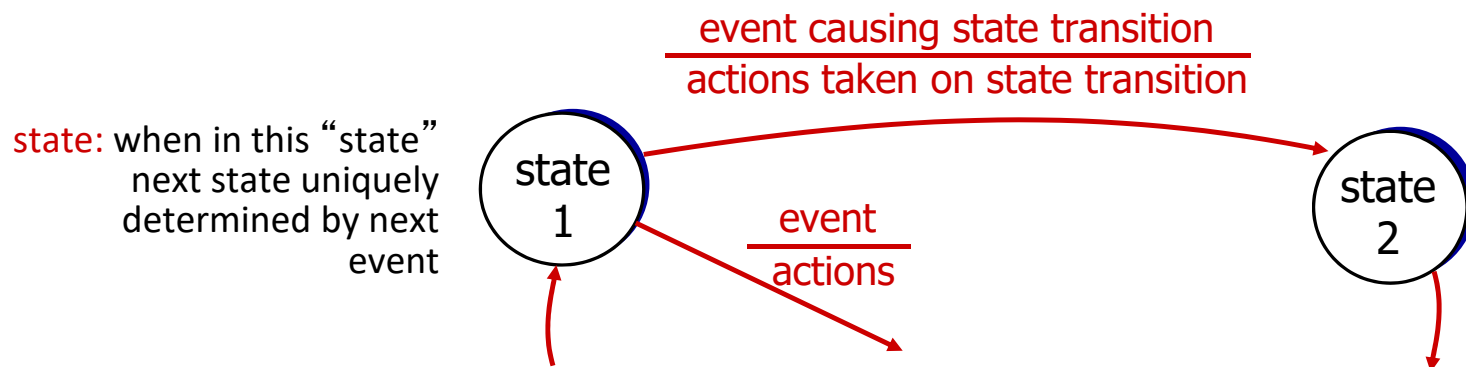 event causing state transition
actions taken on state transition
state: when in this “state”
next state uniquely
determined by next
event
state
1
event
actions
state
2